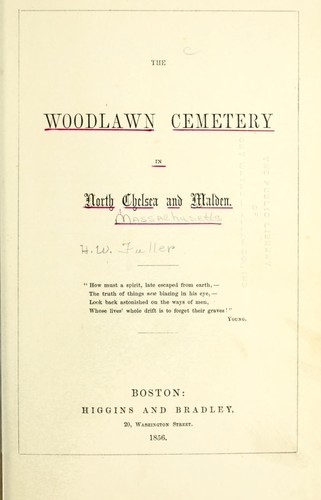 THE
WOODLAWN CEMETERY
IN
North Chelsea and Malden.
Massachusetts
H.W. Fuller
"How must a spirit, late escaped from earth,—
The truth of things new blazing in his eye,—
Look back astonished on the ways of men,
Whose lives' whole drift is to forget their graves!"
YOUNG.
BOSTON:
HIGGINS AND BRADLEY,
20, WASHINGTON STREET.
1856.